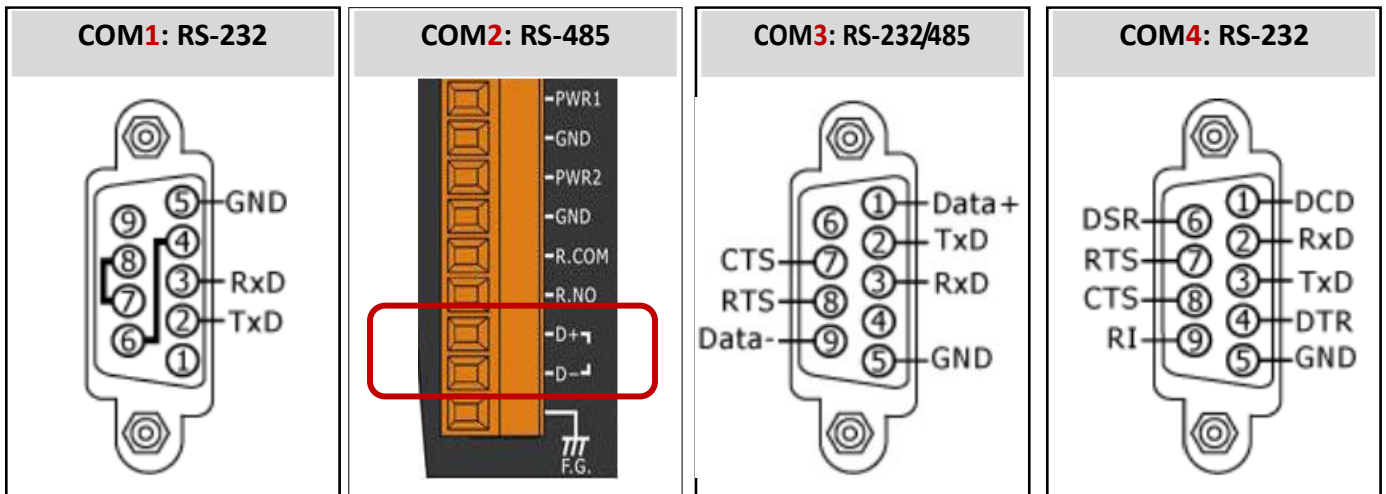 COM1: RS-232
COM2: RS-485
COM3: RS-232/485
COM4: RS-232
9
8
7
6
5
4
3
2
1
GND
RxD
TxD
-PWR1
-GND
-PWR2
-GND
-R.COM
-R.NO
-D+
-D-
F.G.
6
CTS 7
RTS 8
Data- 9
1 Data+
2 TxD
3 RxD
4
5 GND
DSR 6
RTS 7
CTS 8
RI 9
1 DCD
2 RxD
3 TxD
4 DTR
5 GND